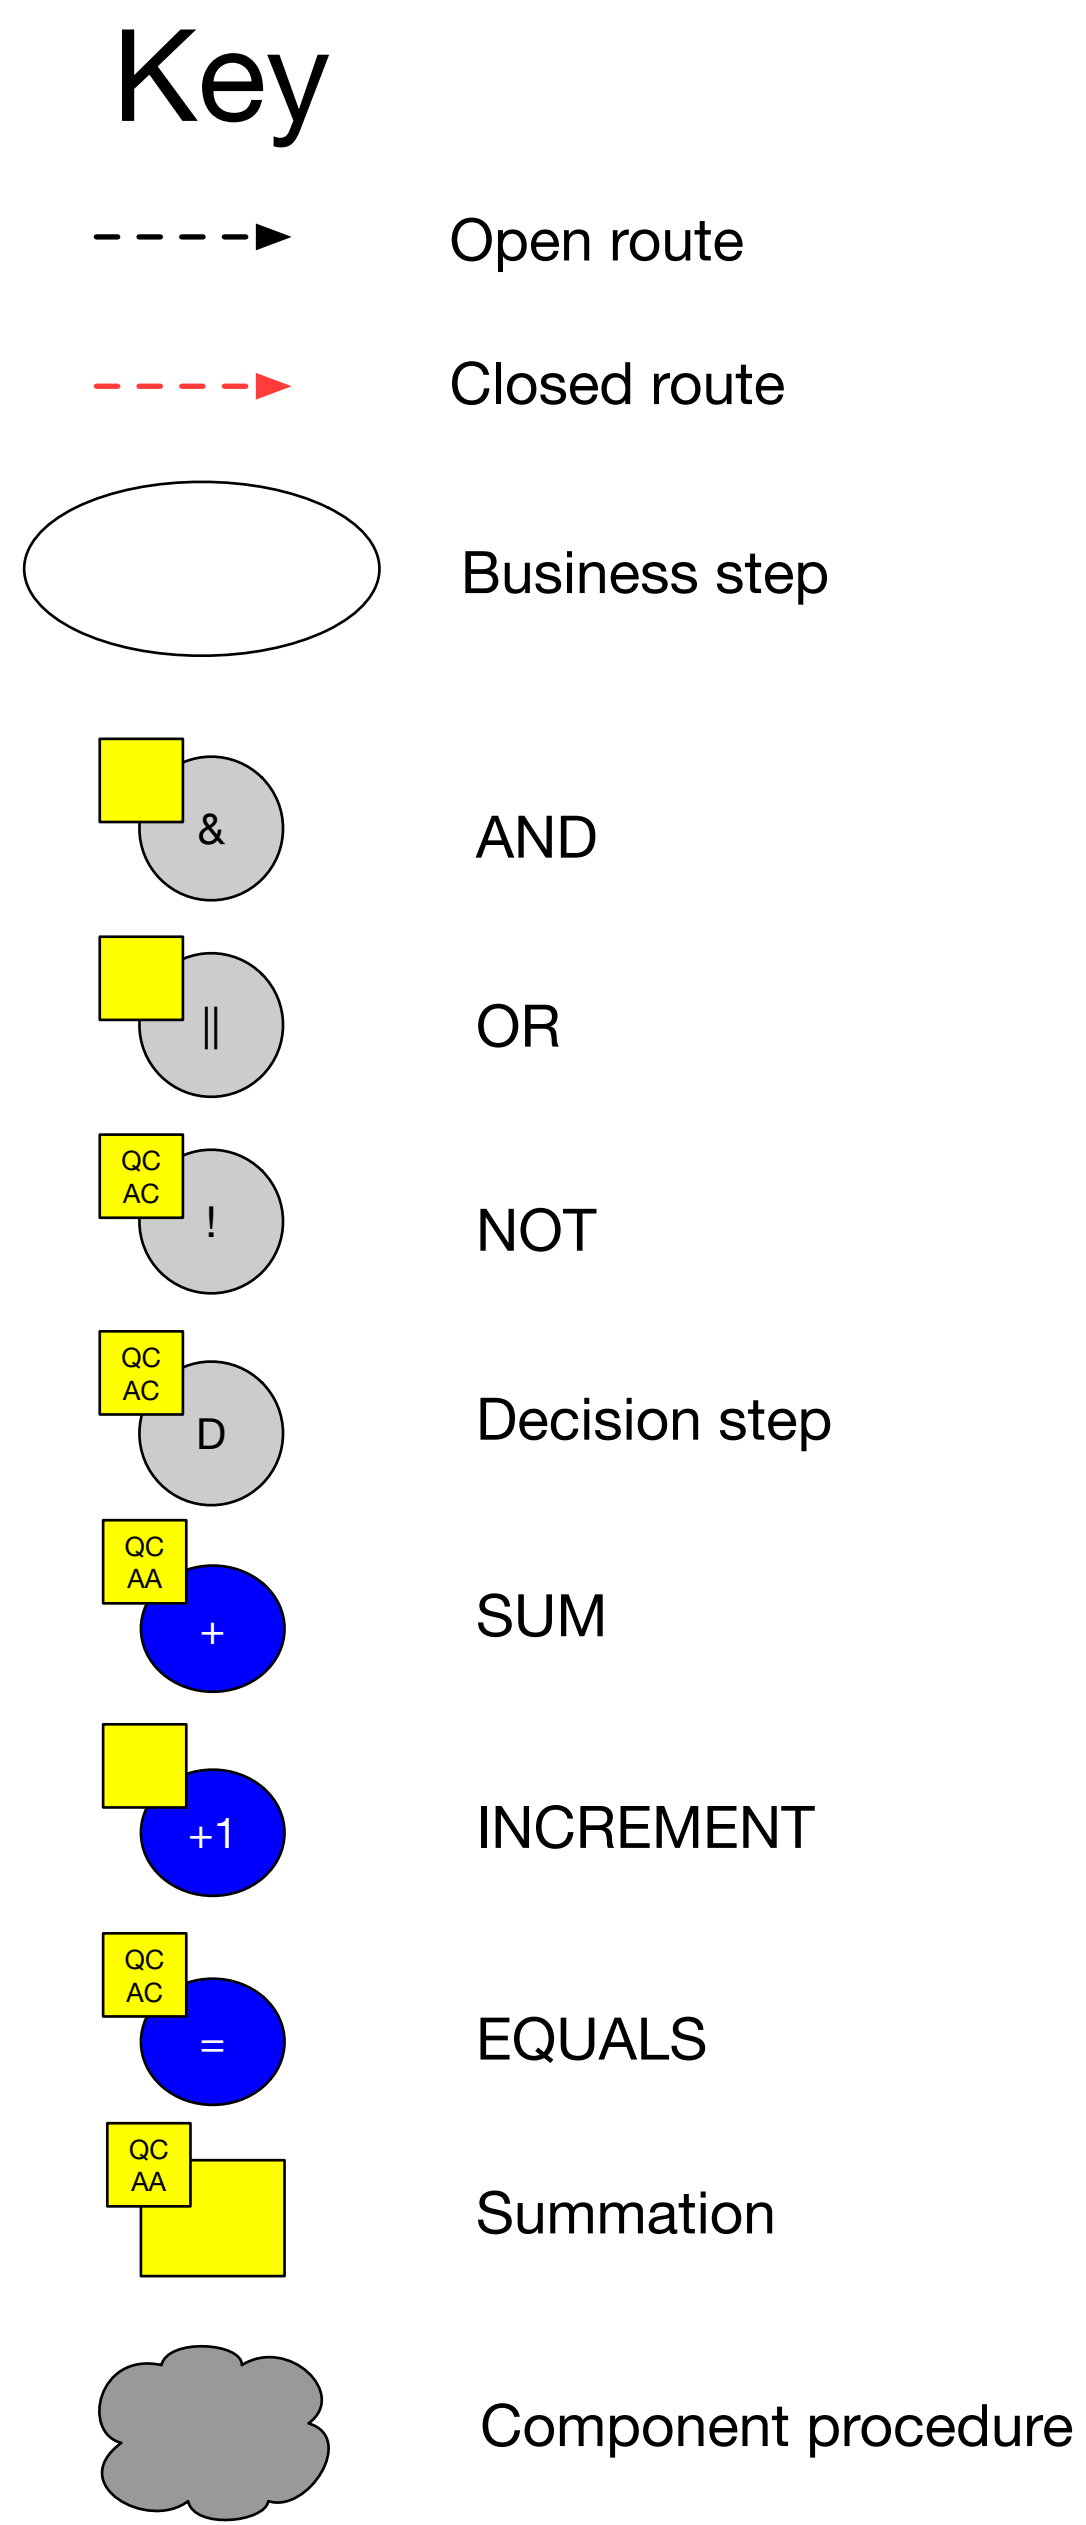 Key
Open route
Closed route
Business step
&
AND
||
OR
QC
AC
!
NOT
QC
AC
D
Decision step
QC
AA
+
SUM
+1
INCREMENT
QC
AC
=
EQUALS
QC
AA
Summation
Component procedure